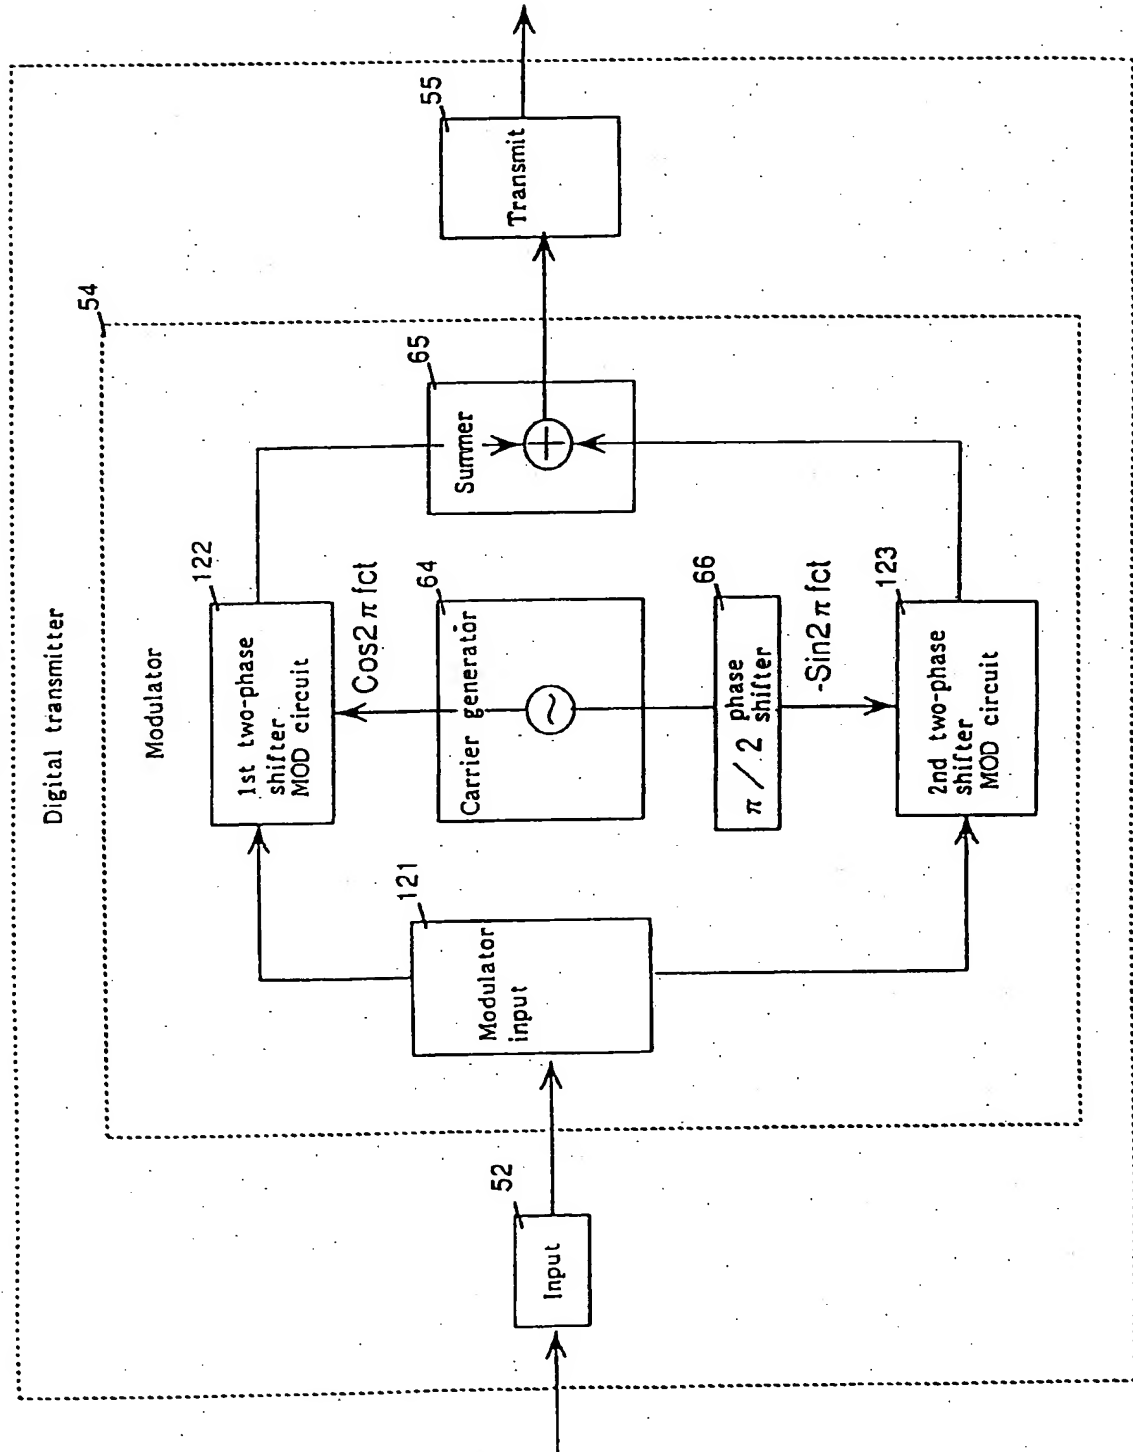 Digital transmitter
Modulator
54
52
Input
121
Modulator
input
122
1st two-phase
shifter
MOD circuit
Cos2πfct
64
Carrier generator
~
66
π/2 phase
shifter
-Sin2πfct
123
2nd two-phase
shifter
MOD circuit
65
Summer
+
55
Transmit